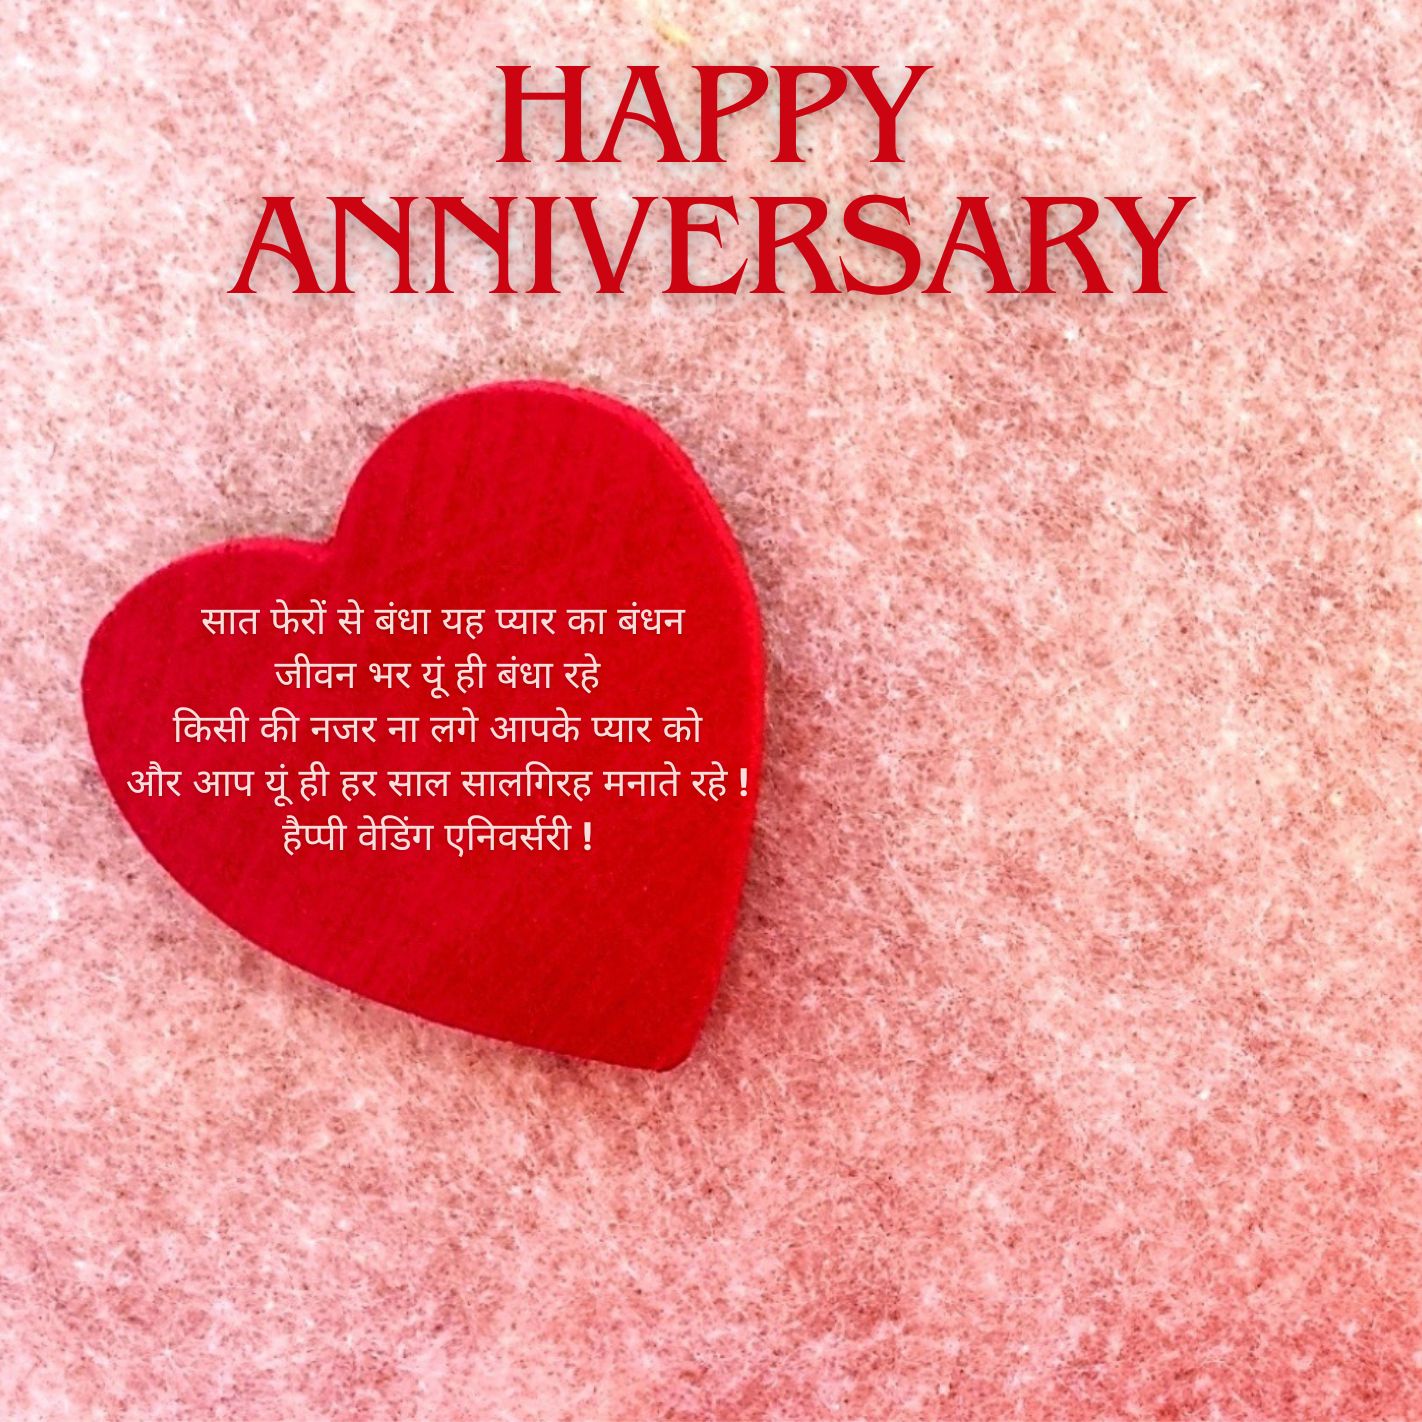 HAPPY
ANNIVERSARY
सात फेरों से बंधा यह प्यार का बंधन
जीवन भर यूं ही बंधा रहे
किसी की नजर ना लगे आपके प्यार को
और आप यूं ही हर साल सालगिरह मनाते रहे !
हैप्पी वेडिंग एनिवर्सरी !